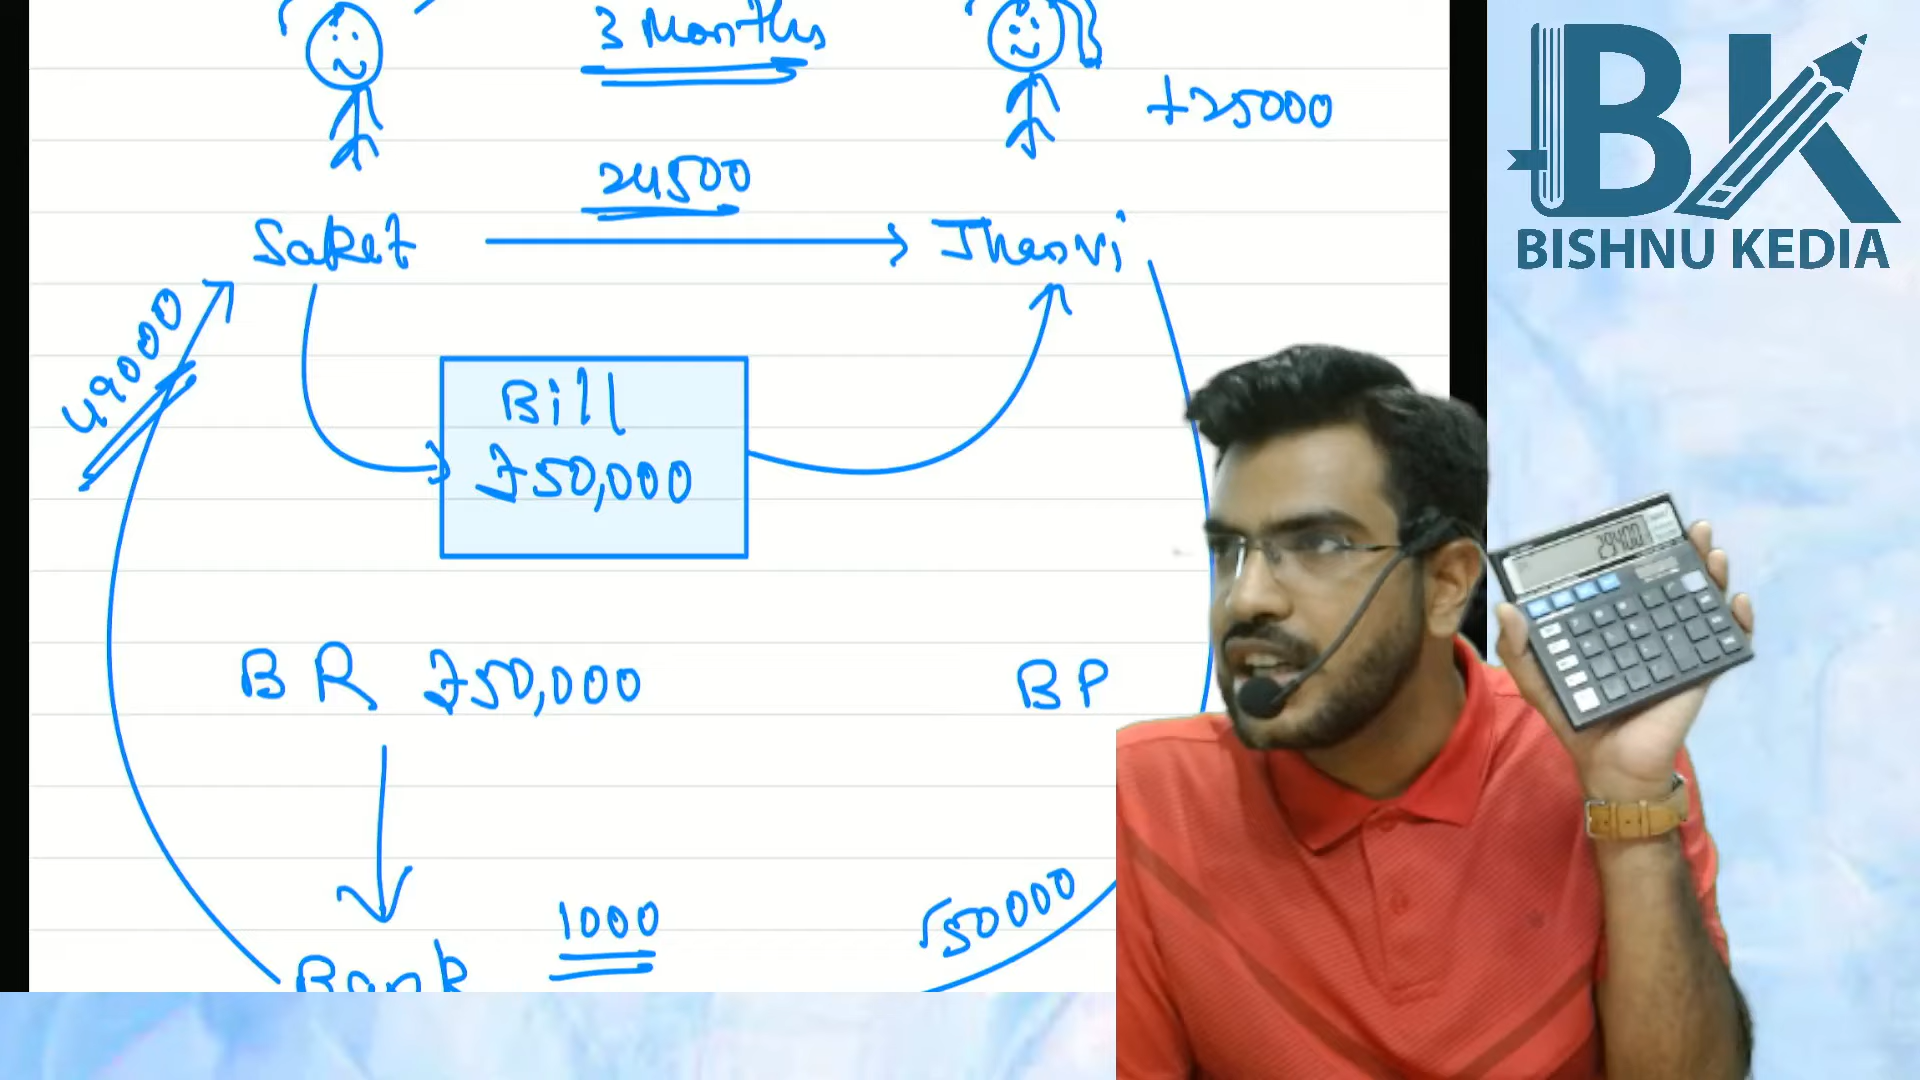 3 Months
+25000
24500
Saket
Jhanvi
49000
Bill
₹50,000
BR ₹50,000
BP
1000
50000
Bank
BK
BISHNU KEDIA
29400